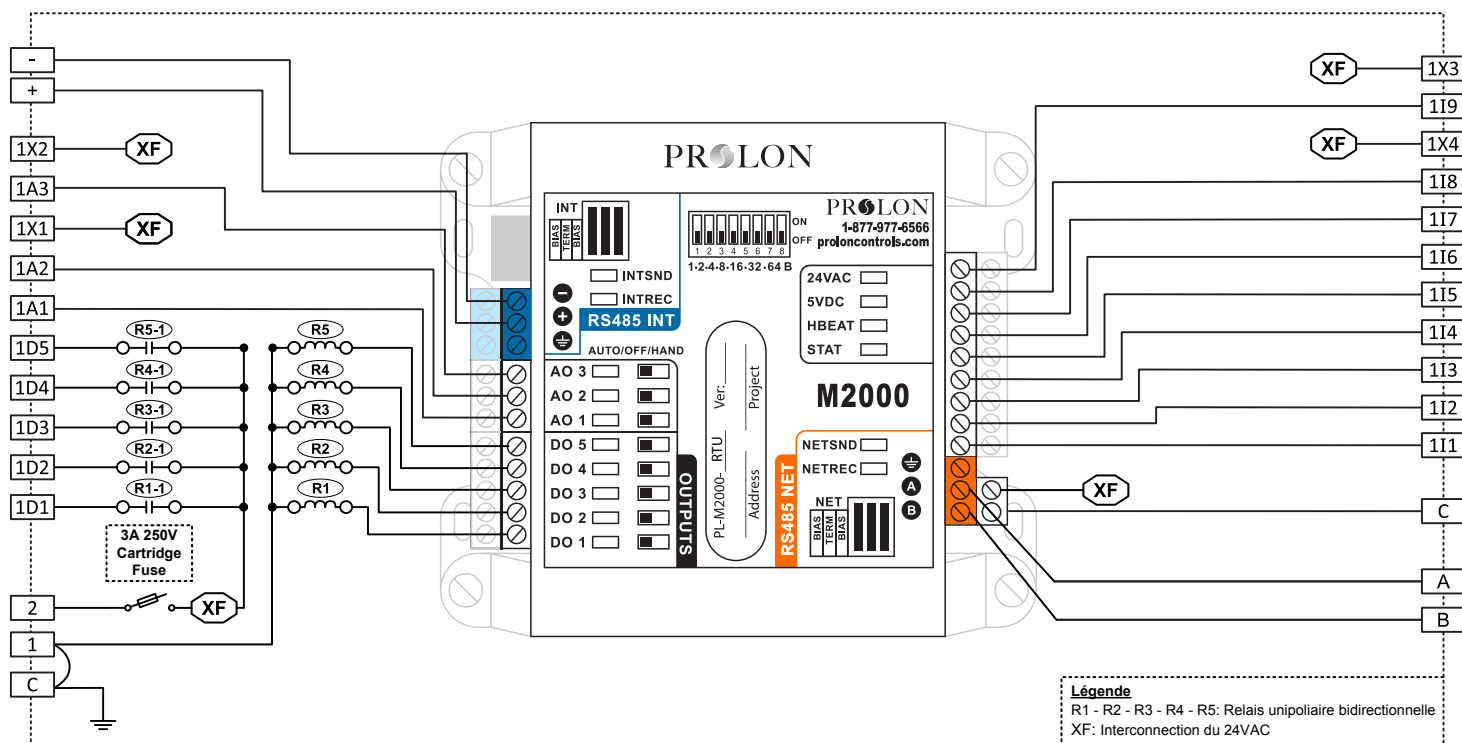 -
+
1X2
XF
1A3
1X1
XF
1A2
1A1
1D5
R5-1
R5
1D4
R4-1
R4
1D3
R3-1
R3
1D2
R2-1
R2
1D1
R1-1
R1
3A 250V
Cartridge
Fuse
2
XF
1
C
PROLON
INT
BIAS
TERM
BIAS
INTSND
INTREC
RS485 INT
ON
OFF
1 2 3 4 5 6 7 8
1-2-4-8-16-32-64 B
PROLON
1-877-977-6566
proloncontrols.com
24VAC
5VDC
HBEAT
STAT
AUTO/OFF/HAND
AO 3
AO 2
AO 1
DO 5
DO 4
DO 3
DO 2
DO 1
OUTPUTS
PL-M2000-____RTU Ver:____
Address Project
M2000
RS485 NET
NETSND
NETREC
A
B
NET
BIAS
TERM
BIAS
XF
1X3
1I9
XF
1X4
1I8
1I7
1I6
1I5
1I4
1I3
1I2
1I1
XF
C
A
B
Légende
R1 - R2 - R3 - R4 - R5: Relais unipoliaire bidirectionnelle
XF: Interconnection du 24VAC